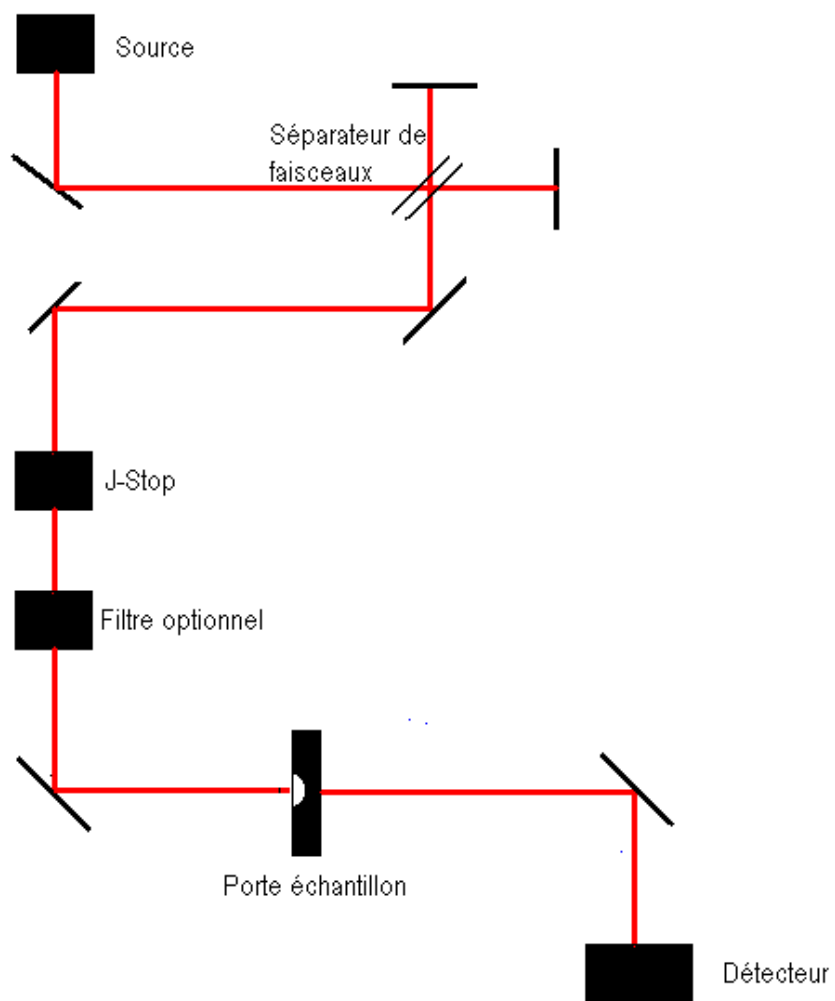 Source
Séparateur de
faisceaux
J-Stop
Filtre optionnel
Porte échantillon
Détecteur